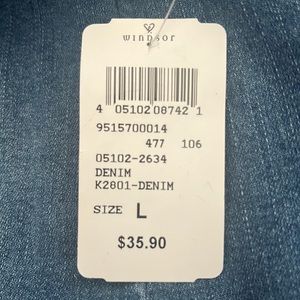 WINDSOR
4 05102 08742 1
9515700014
477 106
05102-2634
DENIM
K2801-DENIM
SIZE L
$35.90